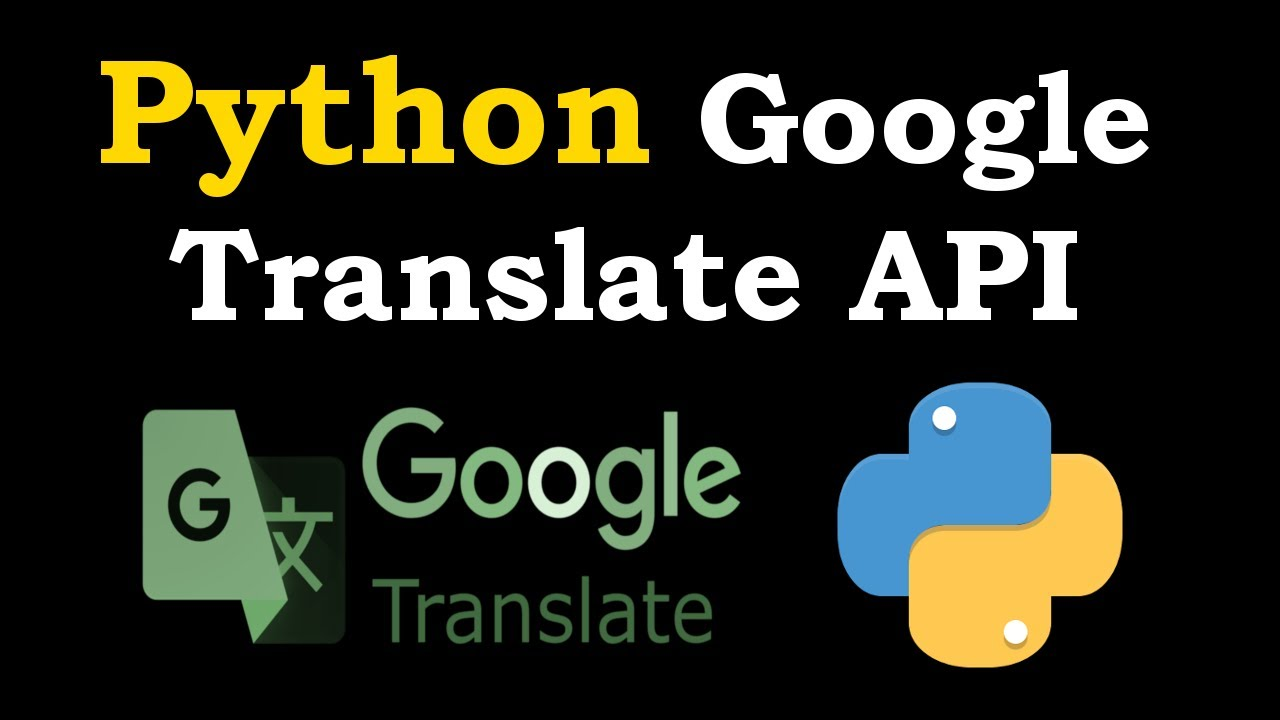 Python Google
Translate API
G 文
Google
Translate